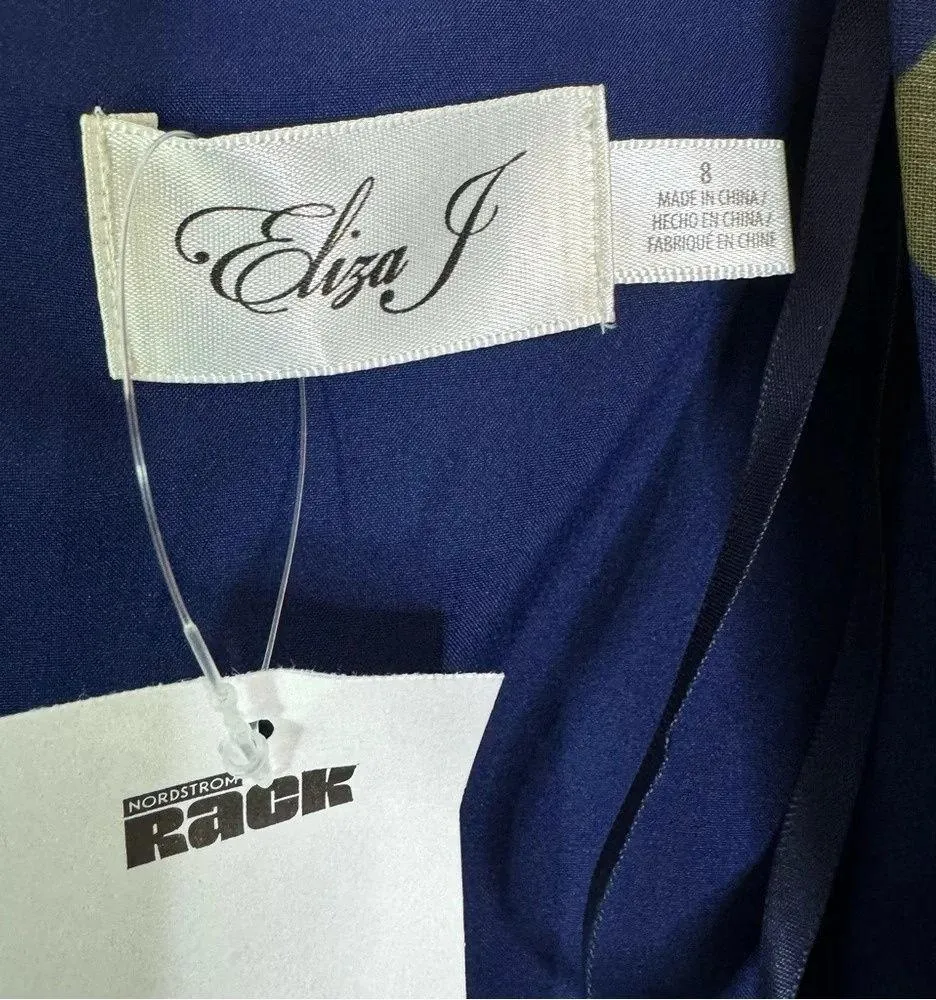 Eliza J
8
MADE IN CHINA /
HECHO EN CHINA /
FABRIQUÉ EN CHINE
NORDSTROM
RACK